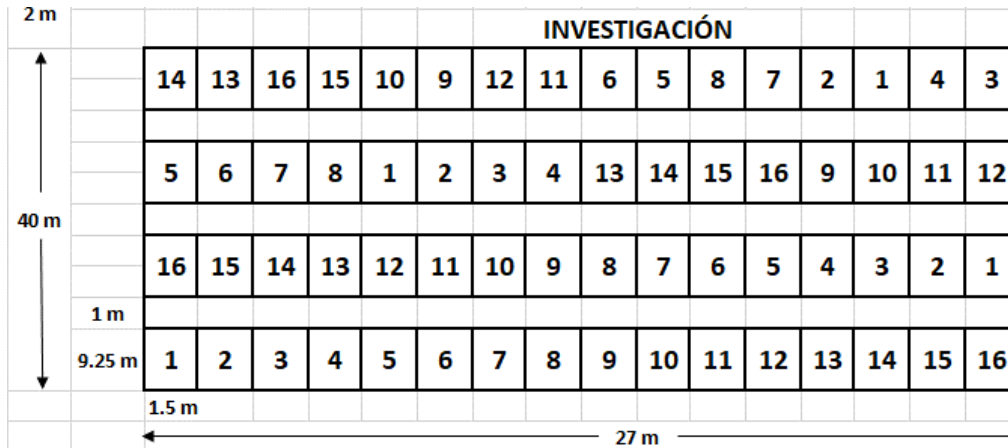 2 m
INVESTIGACIÓN
14 13 16 15 10 9 12 11 6 5 8 7 2 1 4 3
5 6 7 8 1 2 3 4 13 14 15 16 9 10 11 12
40 m
16 15 14 13 12 11 10 9 8 7 6 5 4 3 2 1
1 m
9.25 m 1 2 3 4 5 6 7 8 9 10 11 12 13 14 15 16
1.5 m
27 m